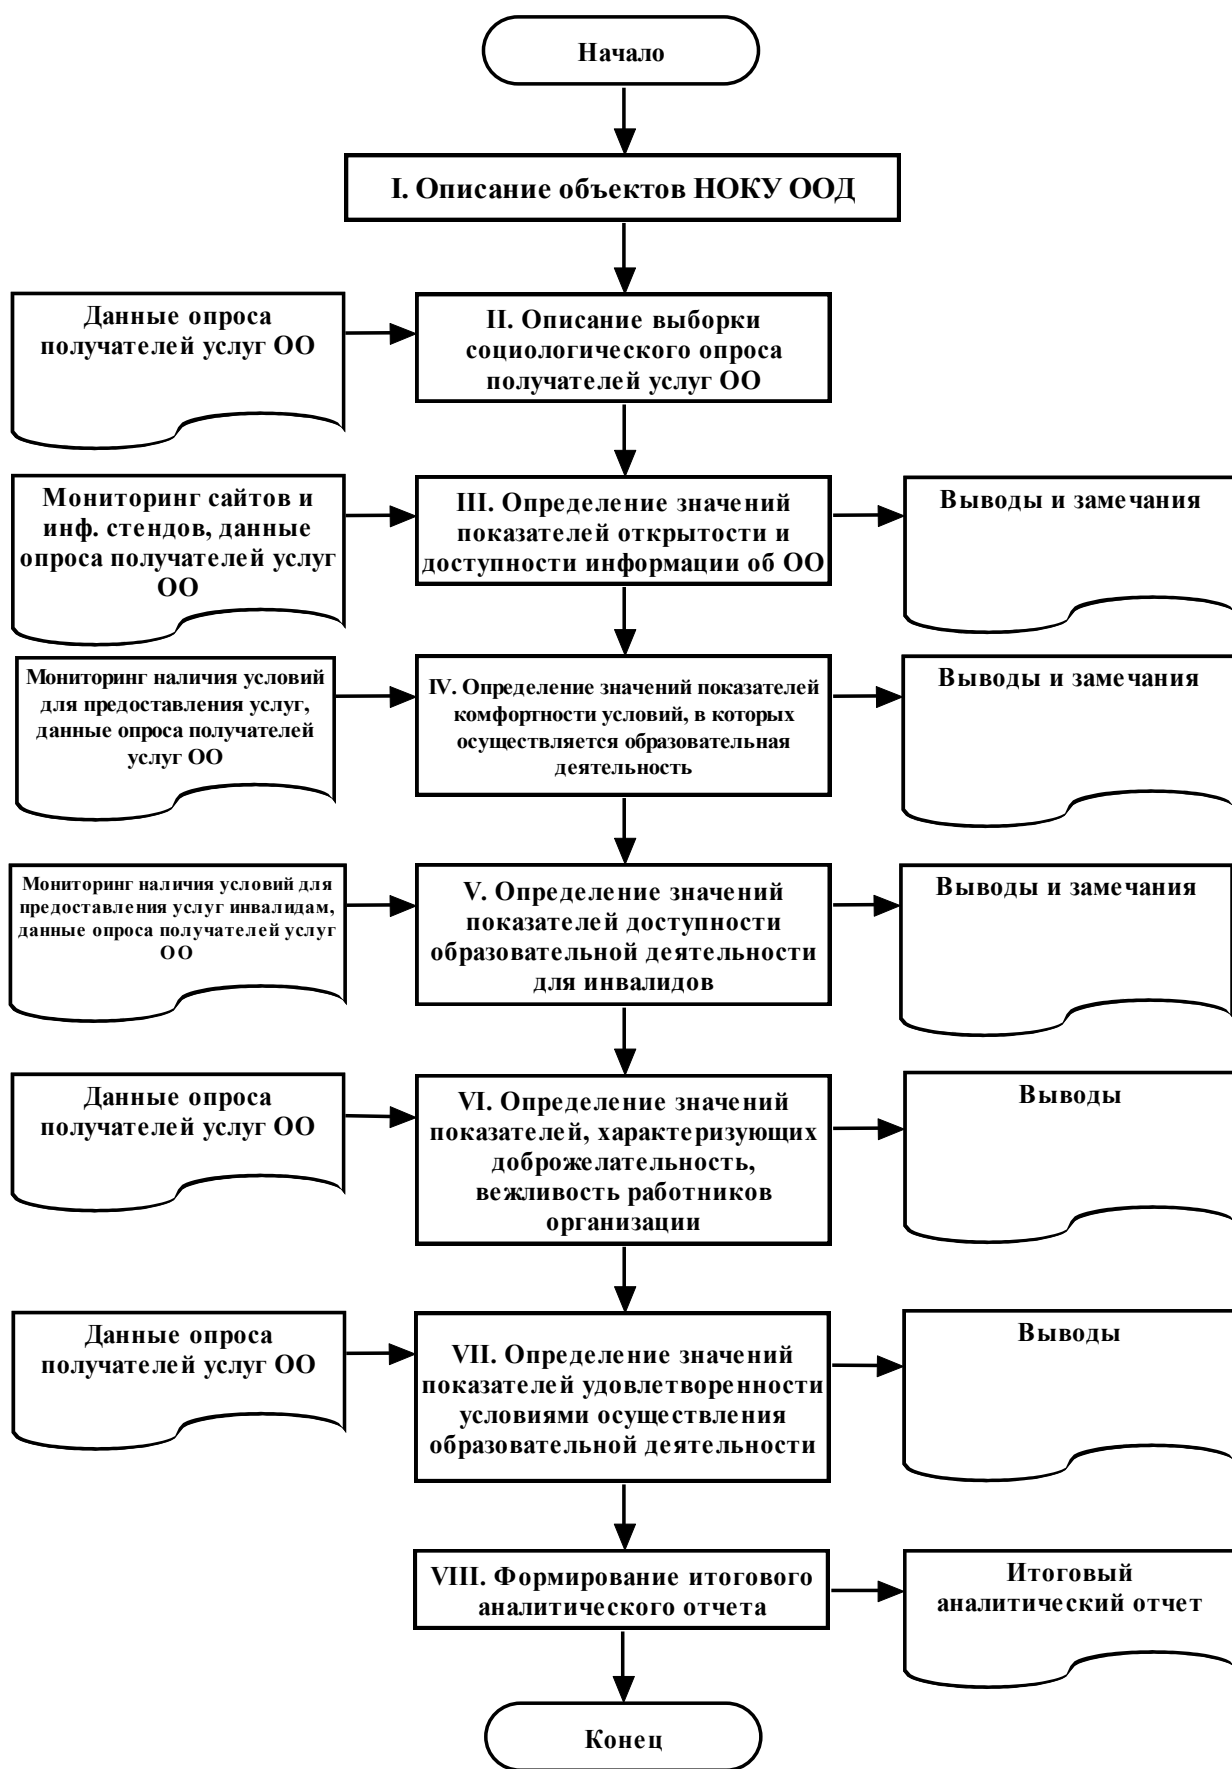 Начало
I. Описание объектов НОКУ ООД
Данные опроса
получателей услуг ОО
II. Описание выборки
социологического опроса
получателей услуг ОО
Мониторинг сайтов и
инф. стендов, данные
опроса получателей услуг
ОО
III. Определение значений
показателей открытости и
доступности информации об ОО
Выводы и замечания
Мониторинг наличия условий
для предоставления услуг,
данные опроса получателей
услуг ОО
IV. Определение значений показателей
комфортности условий, в которых
осуществляется образовательная
деятельность
Выводы и замечания
Мониторинг наличия условий для
предоставления услуг инвалидам,
данные опроса получателей услуг
ОО
V. Определение значений
показателей доступности
образовательной деятельности
для инвалидов
Выводы и замечания
Данные опроса
получателей услуг ОО
VI. Определение значений
показателей, характеризующих
доброжелательность,
вежливость работников
организации
Выводы
Данные опроса
получателей услуг ОО
VII. Определение значений
показателей удовлетворенности
условиями осуществления
образовательной деятельности
Выводы
VIII. Формирование итогового
аналитического отчета
Итоговый
аналитический отчет
Конец